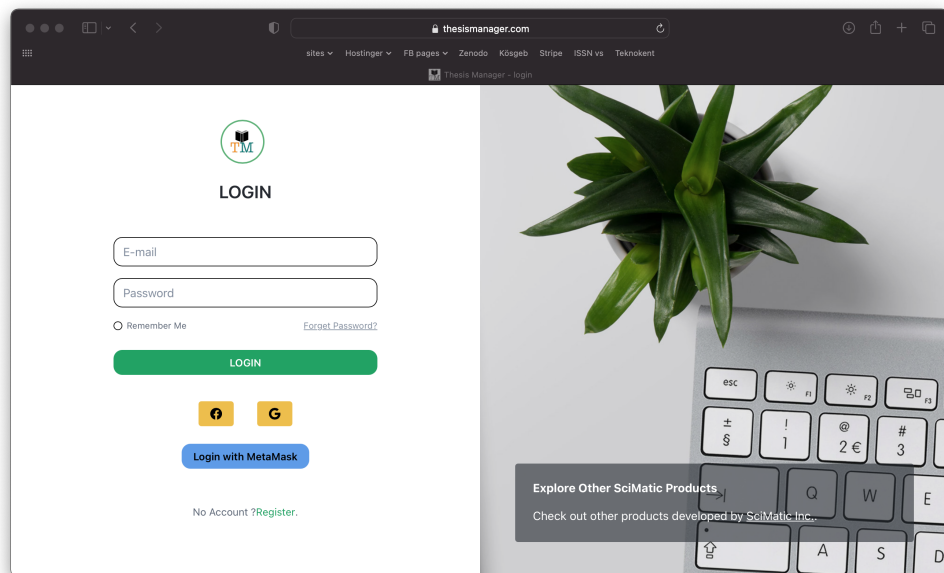 thesismanager.com
sites Hostinger FB pages Zenodo Kösgeb Stripe ISSN vs Teknokent
Thesis Manager - login
TM
LOGIN
E-mail
Password
Remember Me Forget Password?
LOGIN
G
Login with MetaMask
No Account ?Register.
esc F1 F2 F3
± § ! 1 @ 2 € # 3
Explore Other SciMatic Products
Q W E
Check out other products developed by SciMatic Inc..
A S D